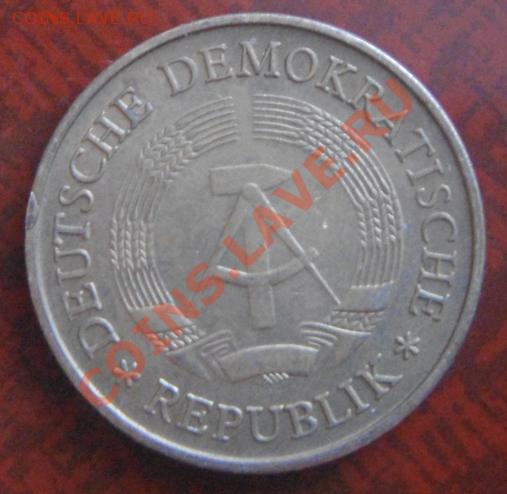 COINS.LAVE.RU
DEUTSCHE DEMOKRATISCHE
* REPUBLIK *
COINS.LAVE.RU